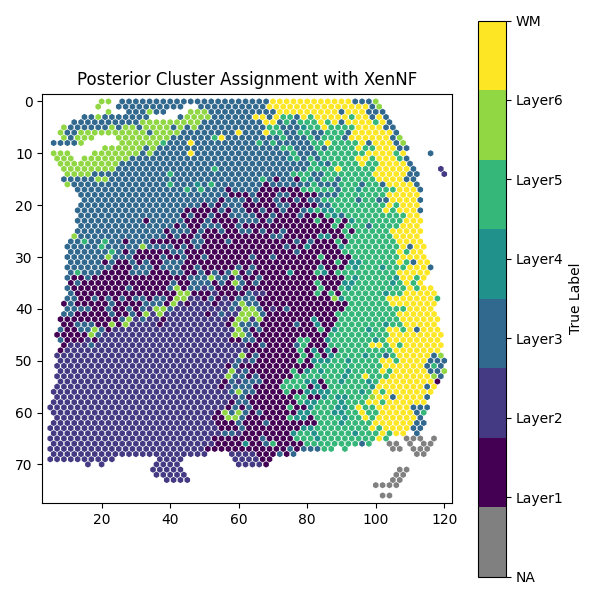 Posterior Cluster Assignment with XenNF
0
10
20
30
40
50
60
70
20
40
60
80
100
120
WM
Layer6
Layer5
Layer4
Layer3
Layer2
Layer1
NA
True Label